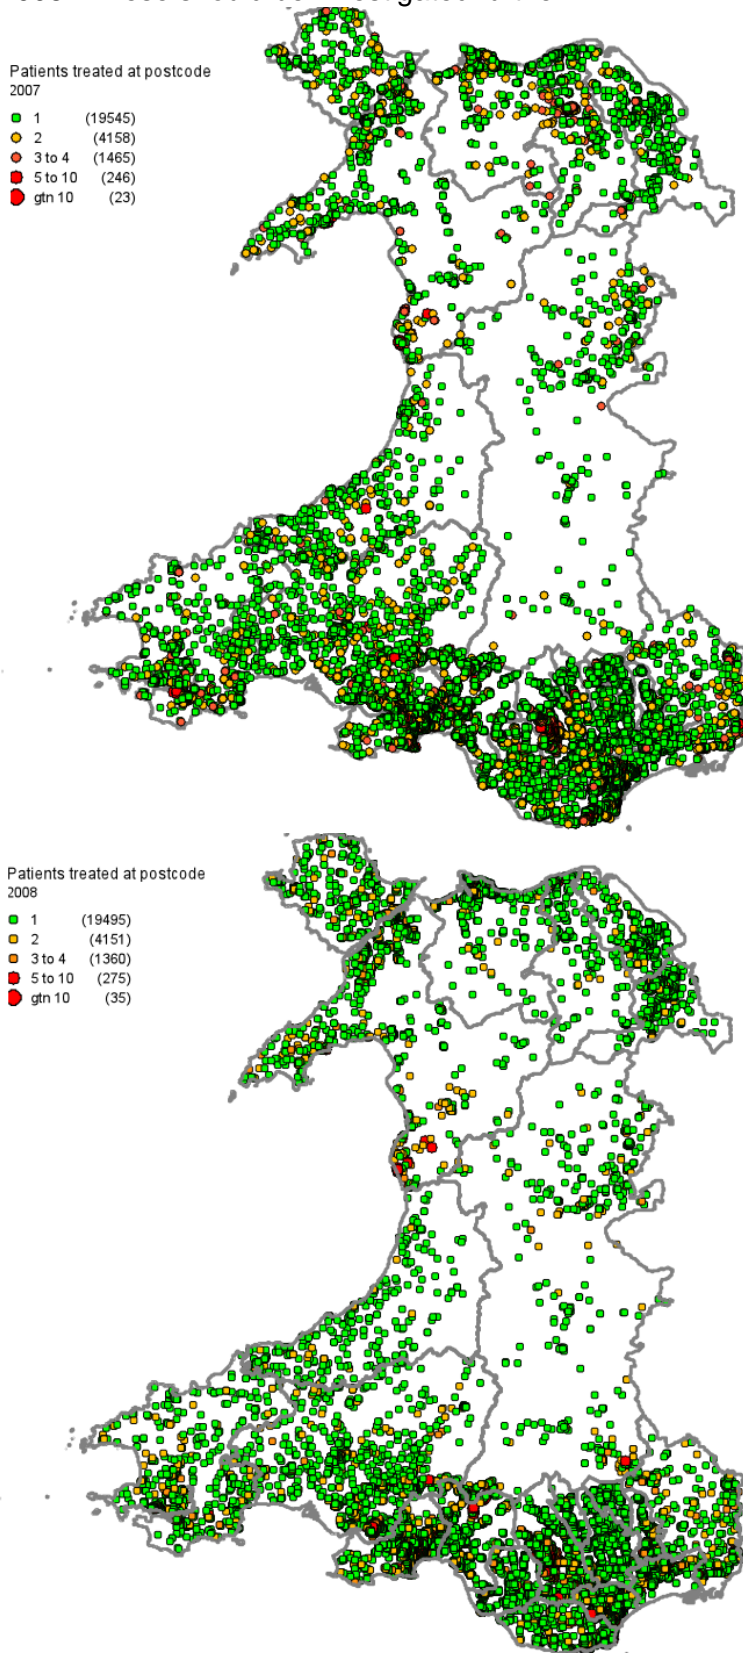 Patients treated at postcode
2007
1 (19545)
2 (4158)
3 to 4 (1465)
5 to 10 (246)
gtn 10 (23)
Patients treated at postcode
2008
1 (19495)
2 (4151)
3 to 4 (1360)
5 to 10 (275)
gtn 10 (35)